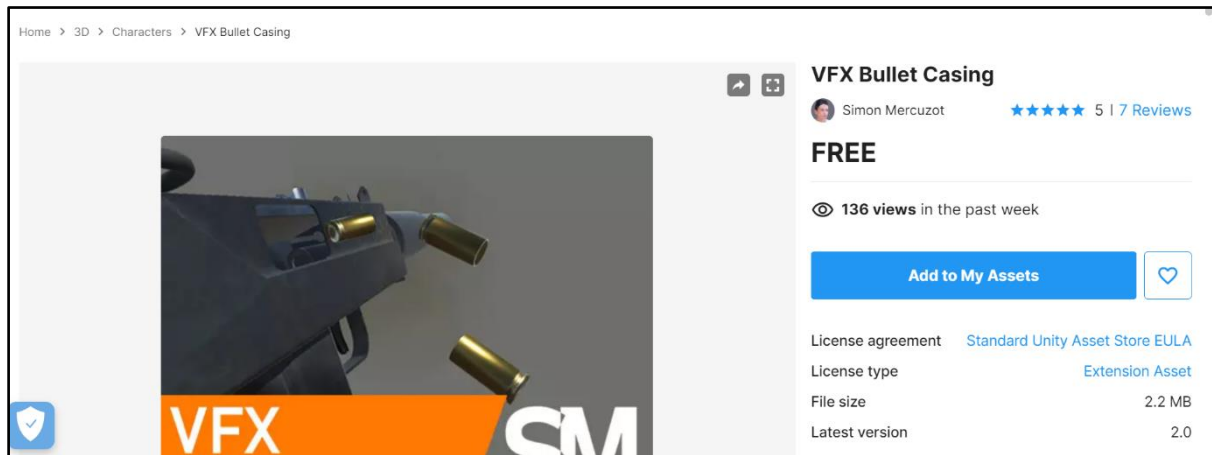 Home > 3D > Characters > VFX Bullet Casing
VFX Bullet Casing
Simon Mercuzot ★★★★★ 5 | 7 Reviews
FREE
136 views in the past week
Add to My Assets
License agreement Standard Unity Asset Store EULA
License type Extension Asset
File size 2.2 MB
Latest version 2.0
VFX
SM